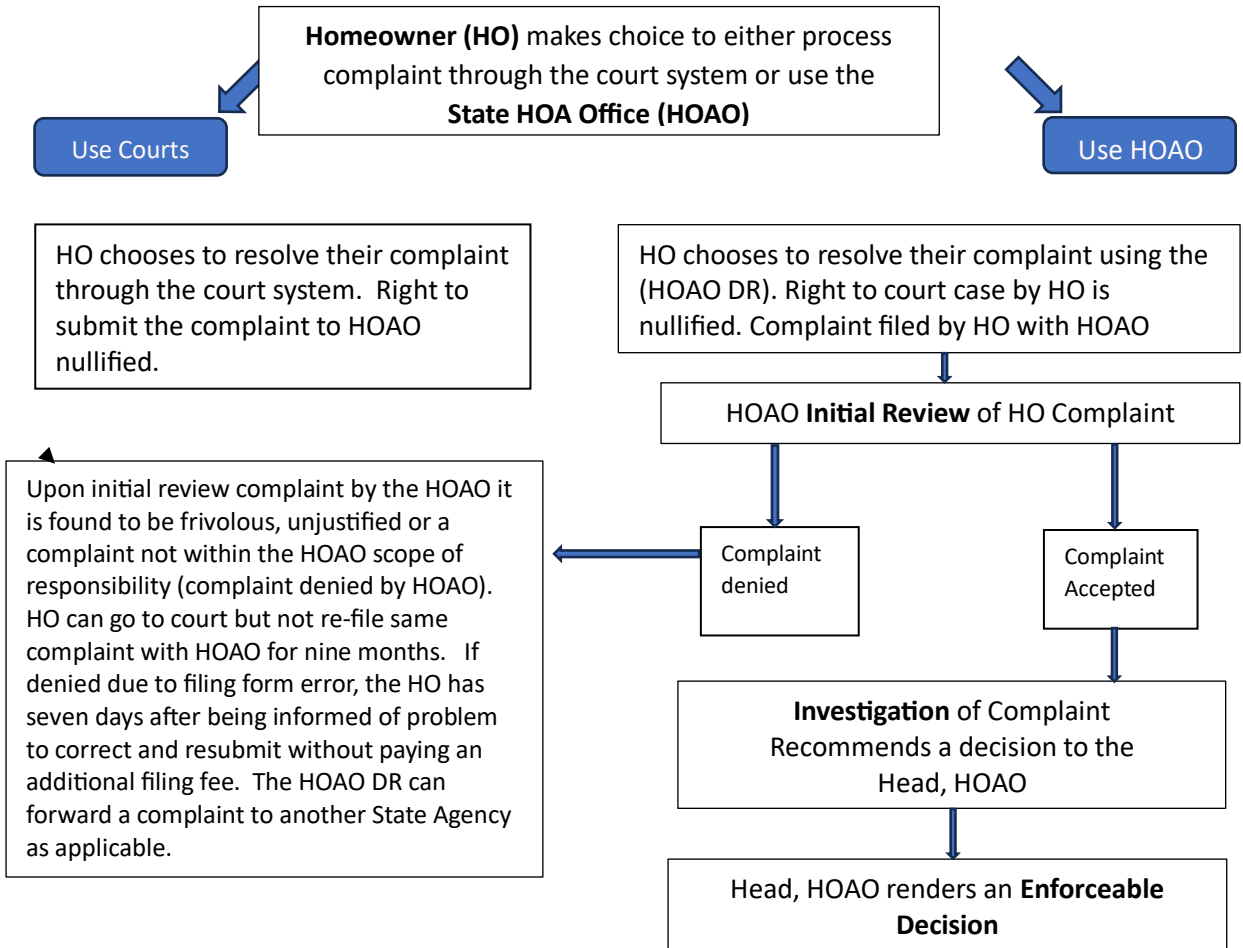 Homeowner (HO) makes choice to either process
complaint through the court system or use the
State HOA Office (HOAO)
Use Courts
Use HOAO
HO chooses to resolve their complaint
through the court system. Right to
submit the complaint to HOAO
nullified.
HO chooses to resolve their complaint using the
(HOAO DR). Right to court case by HO is
nullified. Complaint filed by HO with HOAO
HOAO Initial Review of HO Complaint
Complaint
denied
Complaint
Accepted
Upon initial review complaint by the HOAO it
is found to be frivolous, unjustified or a
complaint not within the HOAO scope of
responsibility (complaint denied by HOAO).
HO can go to court but not re-file same
complaint with HOAO for nine months. If
denied due to filing form error, the HO has
seven days after being informed of problem
to correct and resubmit without paying an
additional filing fee. The HOAO DR can
forward a complaint to another State Agency
as applicable.
Investigation of Complaint
Recommends a decision to the
Head, HOAO
Head, HOAO renders an Enforceable
Decision